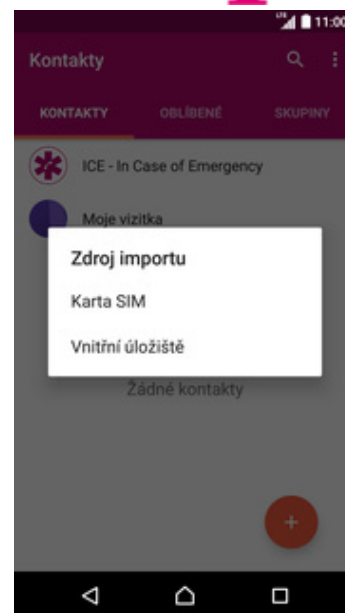 LTE 11:00
Kontakty
KONTAKTY OBLÍBENÉ SKUPINY
ICE - In Case of Emergency
Moje vizitka
Zdroj importu
Karta SIM
Vnitřní úložiště
Žádné kontakty